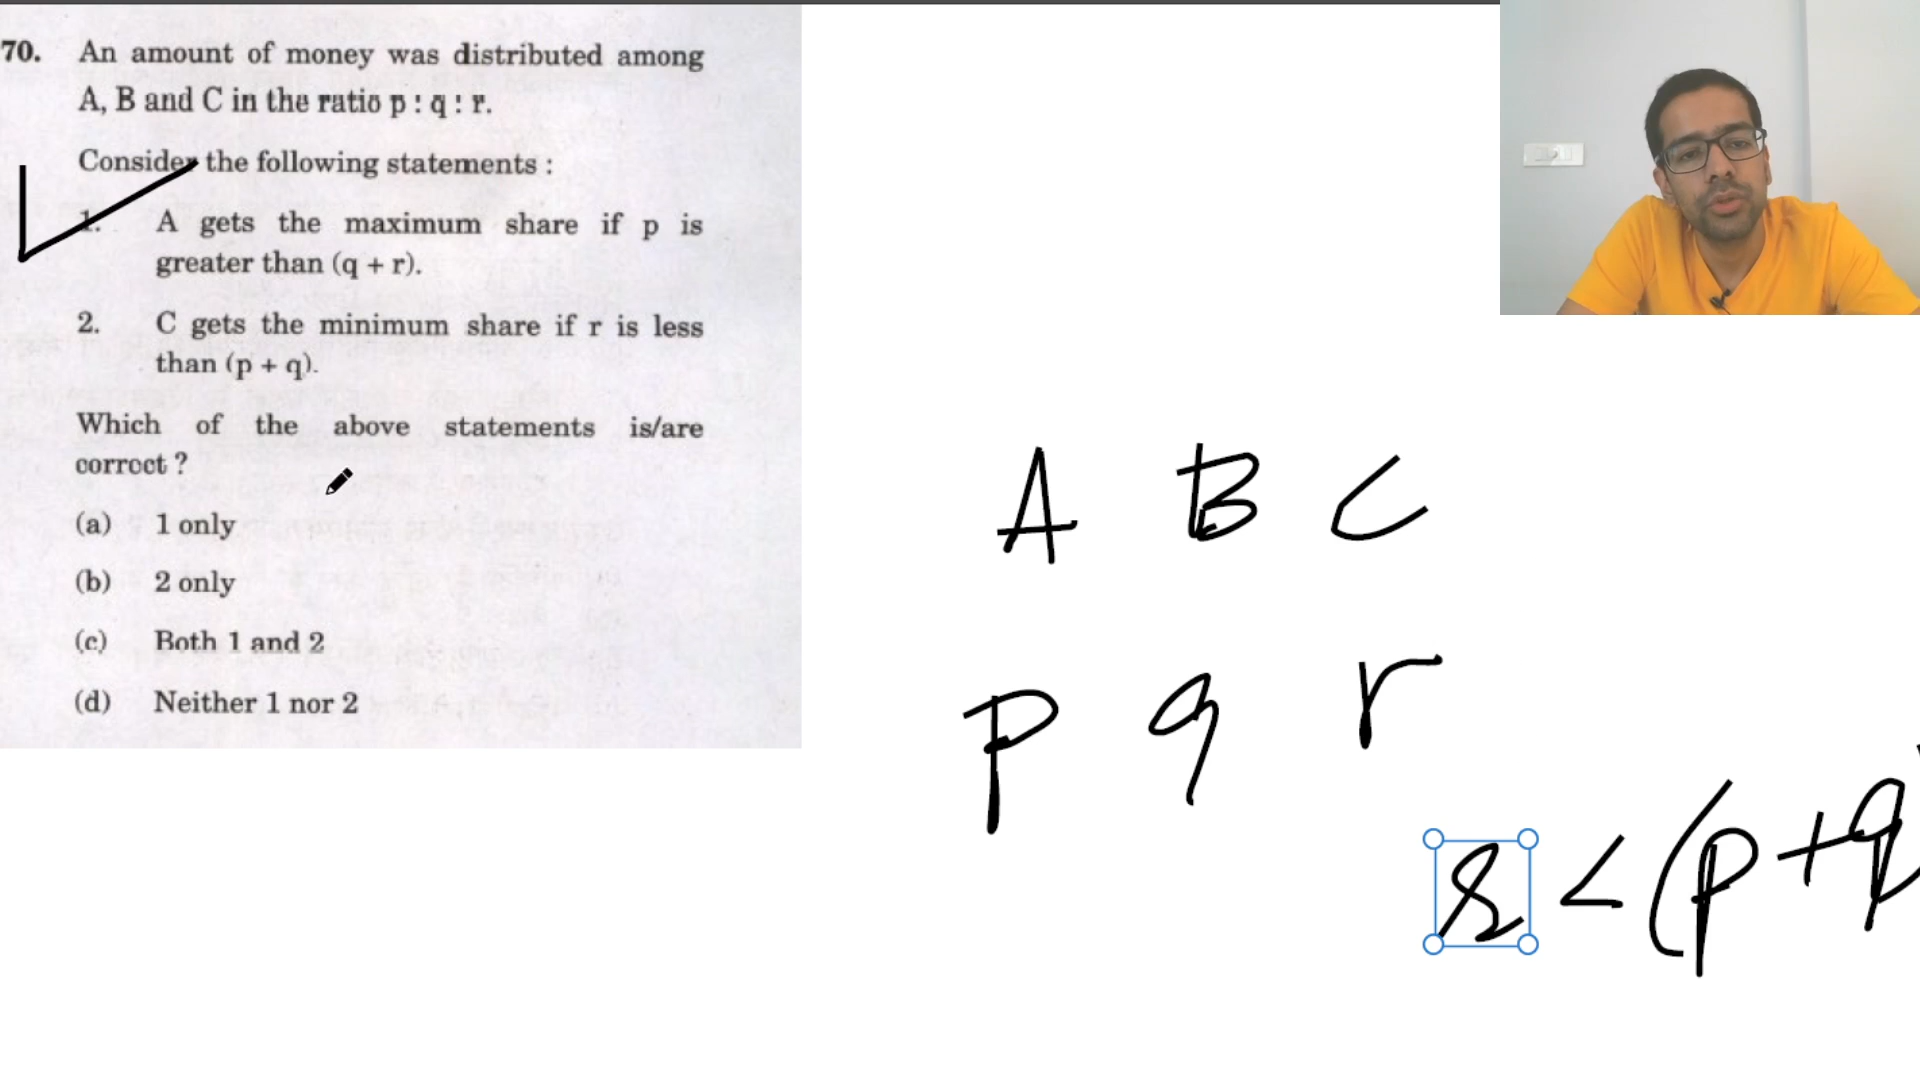 70. An amount of money was distributed among
A, B and C in the ratio p : q : r.
Consider the following statements :
1. A gets the maximum share if p is
greater than (q + r).
2. C gets the minimum share if r is less
than (p + q).
Which of the above statements is/are
correct ?
(a) 1 only
(b) 2 only
(c) Both 1 and 2
(d) Neither 1 nor 2
A B C
p q r
r < (p + q)